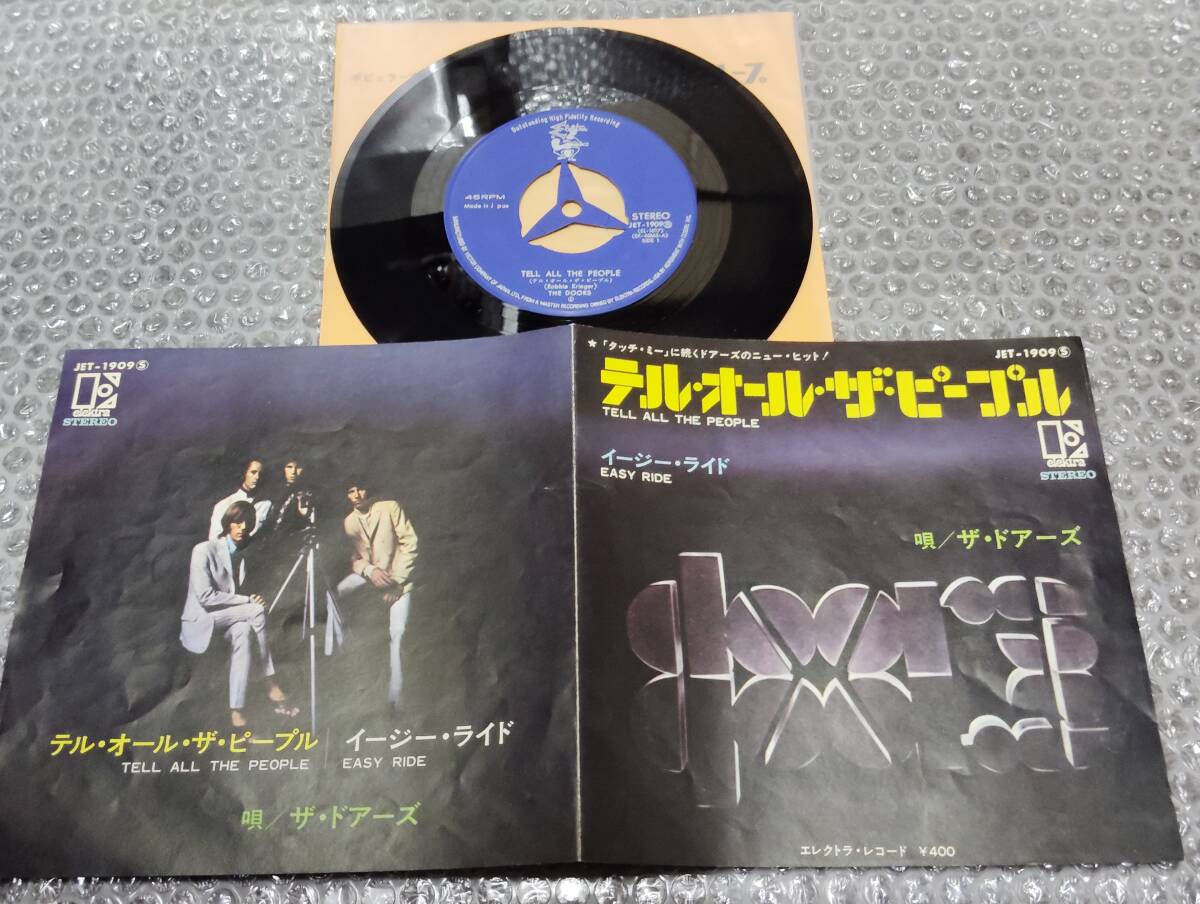 Outstanding High Fidelity Recording
45RPM
Made in Japan
STEREO
JET-1909Ⓢ
SIDE 1
TELL ALL THE PEOPLE
(テル・オール・ザ・ピープル)
(Robbie Krieger)
THE DOORS
JET-1909Ⓢ
elektra
STEREO
テル・オール・ザ・ピープル
TELL ALL THE PEOPLE
イージー・ライド
EASY RIDE
唄/ザ・ドアーズ
★「タッチ・ミー」に続くドアーズのニュー・ヒット!
JET-1909Ⓢ
テル・オール・ザ・ピープル
TELL ALL THE PEOPLE
elektra
STEREO
イージー・ライド
EASY RIDE
唄/ザ・ドアーズ
doors
エレクトラ・レコード ¥400